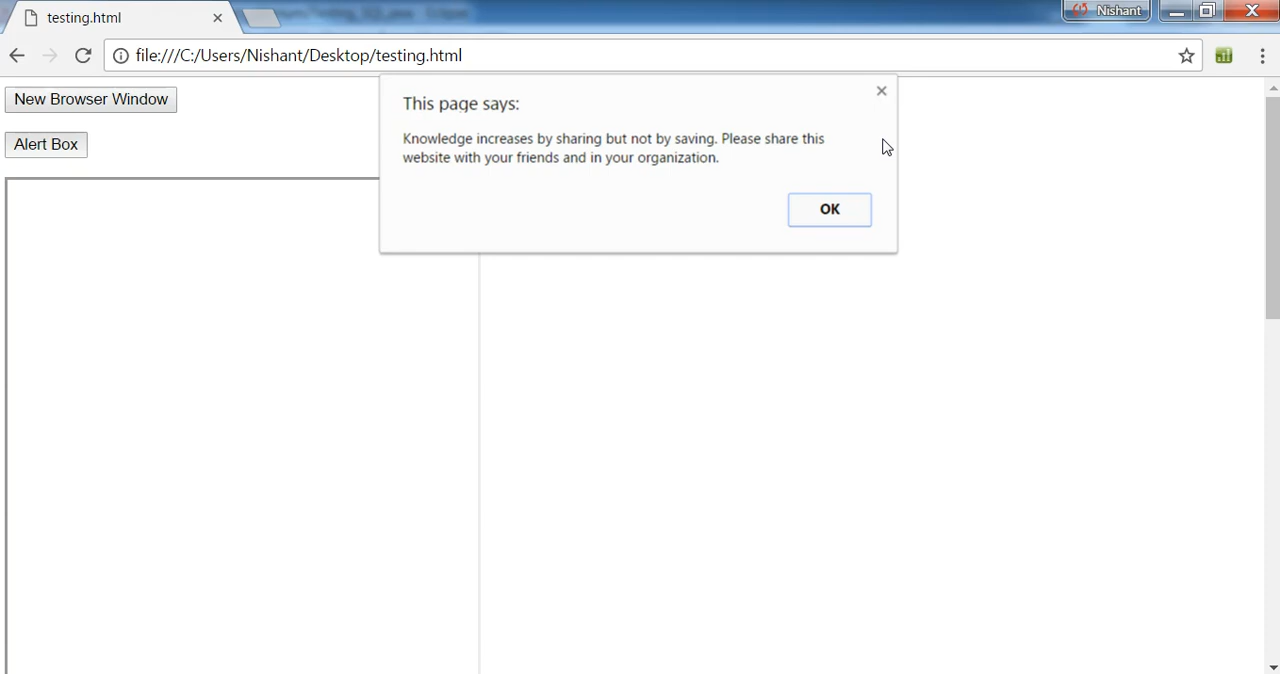 testing.html
Nishant
file:///C:/Users/Nishant/Desktop/testing.html
New Browser Window
Alert Box
This page says:
Knowledge increases by sharing but not by saving. Please share this
website with your friends and in your organization.
OK